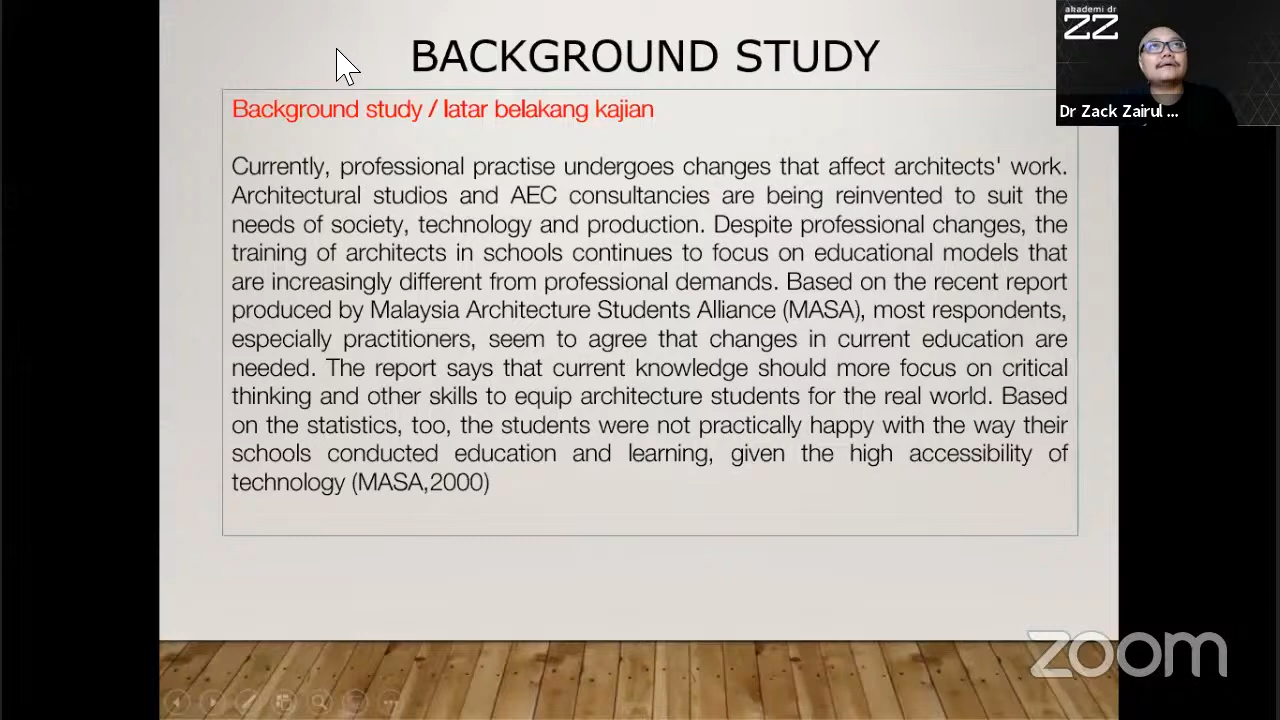 BACKGROUND STUDY
akademi dr
ZZ
Dr Zack Zairul ...
Background study / latar belakang kajian
Currently, professional practise undergoes changes that affect architects' work.
Architectural studios and AEC consultancies are being reinvented to suit the
needs of society, technology and production. Despite professional changes, the
training of architects in schools continues to focus on educational models that
are increasingly different from professional demands. Based on the recent report
produced by Malaysia Architecture Students Alliance (MASA), most respondents,
especially practitioners, seem to agree that changes in current education are
needed. The report says that current knowledge should more focus on critical
thinking and other skills to equip architecture students for the real world. Based
on the statistics, too, the students were not practically happy with the way their
schools conducted education and learning, given the high accessibility of
technology (MASA,2000)
zoom